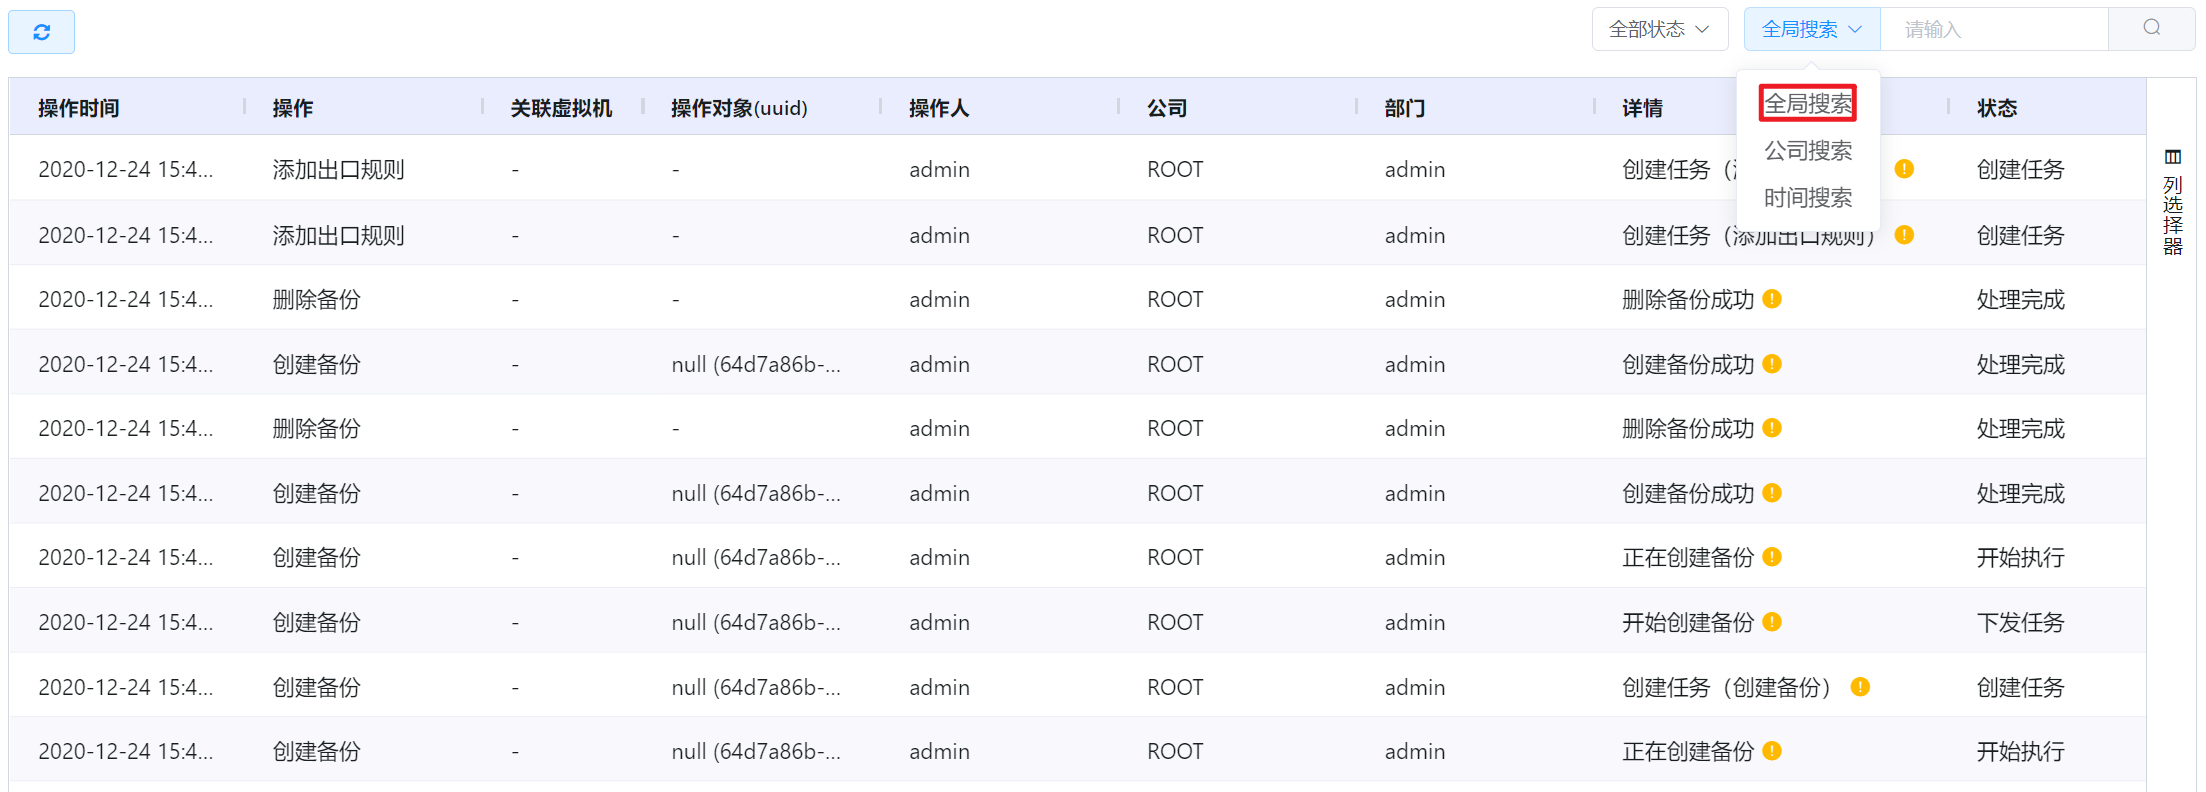 全部状态 全局搜索 请输入
操作时间 操作 关联虚拟机 操作对象(uuid) 操作人 公司 部门 详情 状态
全局搜索
公司搜索
时间搜索
列选择器
2020-12-24 15:4... 添加出口规则 - - admin ROOT admin 创建任务（ 创建任务
2020-12-24 15:4... 添加出口规则 - - admin ROOT admin 创建任务（添加出口规则） 创建任务
2020-12-24 15:4... 删除备份 - - admin ROOT admin 删除备份成功 处理完成
2020-12-24 15:4... 创建备份 - null (64d7a86b-... admin ROOT admin 创建备份成功 处理完成
2020-12-24 15:4... 删除备份 - - admin ROOT admin 删除备份成功 处理完成
2020-12-24 15:4... 创建备份 - null (64d7a86b-... admin ROOT admin 创建备份成功 处理完成
2020-12-24 15:4... 创建备份 - null (64d7a86b-... admin ROOT admin 正在创建备份 开始执行
2020-12-24 15:4... 创建备份 - null (64d7a86b-... admin ROOT admin 开始创建备份 下发任务
2020-12-24 15:4... 创建备份 - null (64d7a86b-... admin ROOT admin 创建任务（创建备份） 创建任务
2020-12-24 15:4... 创建备份 - null (64d7a86b-... admin ROOT admin 正在创建备份 开始执行